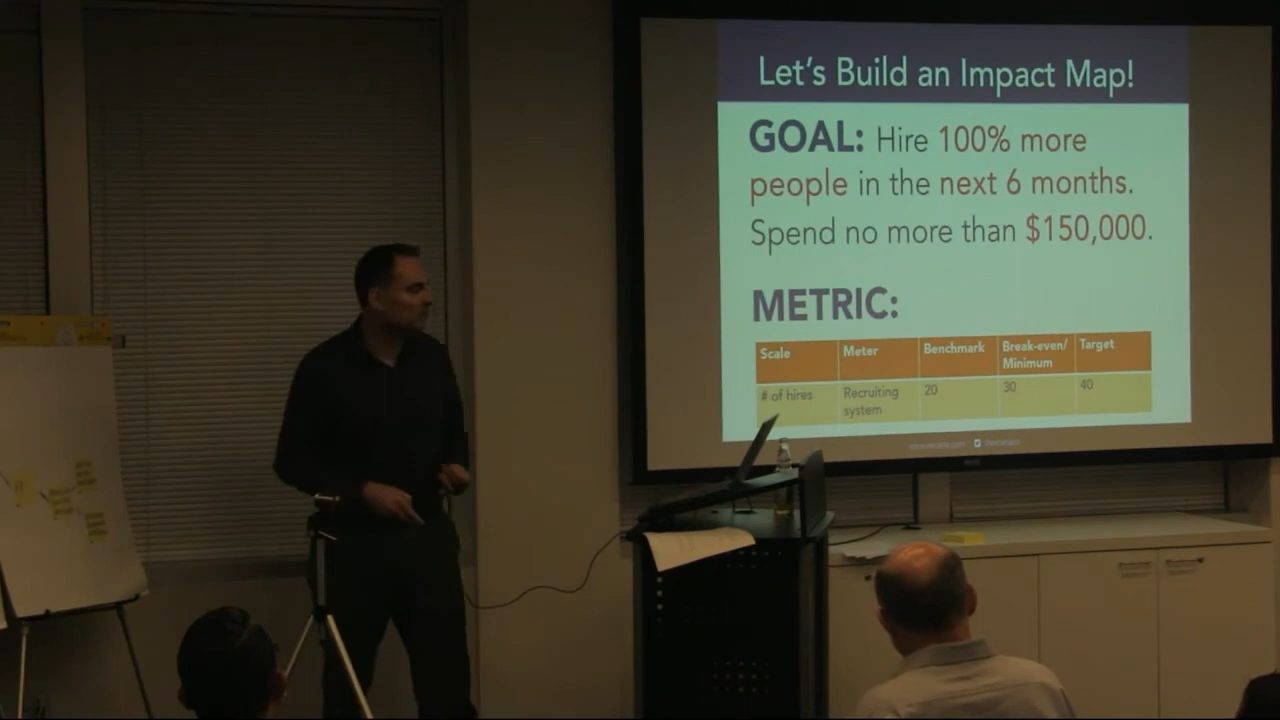 Let's Build an Impact Map!
GOAL: Hire 100% more
people in the next 6 months.
Spend no more than $150,000.
METRIC:
Scale Meter Benchmark Break-even/ Minimum Target
# of hires Recruiting system 20 30 40